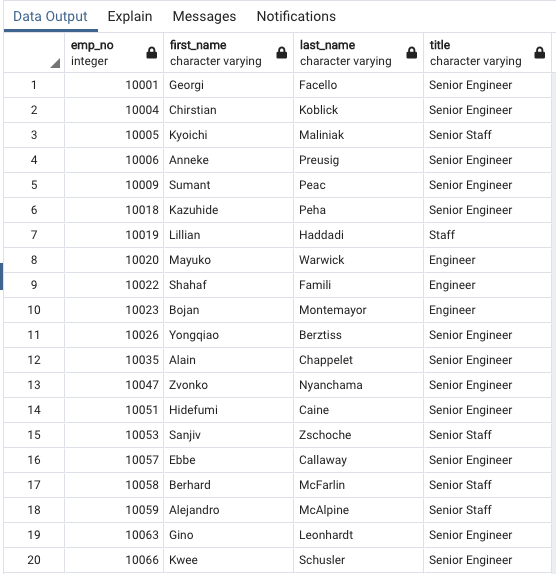 Data Output Explain Messages Notifications
emp_no first_name last_name title
integer character varying character varying character varying
1 10001 Georgi Facello Senior Engineer
2 10004 Chirstian Koblick Senior Engineer
3 10005 Kyoichi Maliniak Senior Staff
4 10006 Anneke Preusig Senior Engineer
5 10009 Sumant Peac Senior Engineer
6 10018 Kazuhide Peha Senior Engineer
7 10019 Lillian Haddadi Staff
8 10020 Mayuko Warwick Engineer
9 10022 Shahaf Famili Engineer
10 10023 Bojan Montemayor Engineer
11 10026 Yongqiao Berztiss Senior Engineer
12 10035 Alain Chappelet Senior Engineer
13 10047 Zvonko Nyanchama Senior Engineer
14 10051 Hidefumi Caine Senior Engineer
15 10053 Sanjiv Zschoche Senior Staff
16 10057 Ebbe Callaway Senior Engineer
17 10058 Berhard McFarlin Senior Staff
18 10059 Alejandro McAlpine Senior Staff
19 10063 Gino Leonhardt Senior Engineer
20 10066 Kwee Schusler Senior Engineer